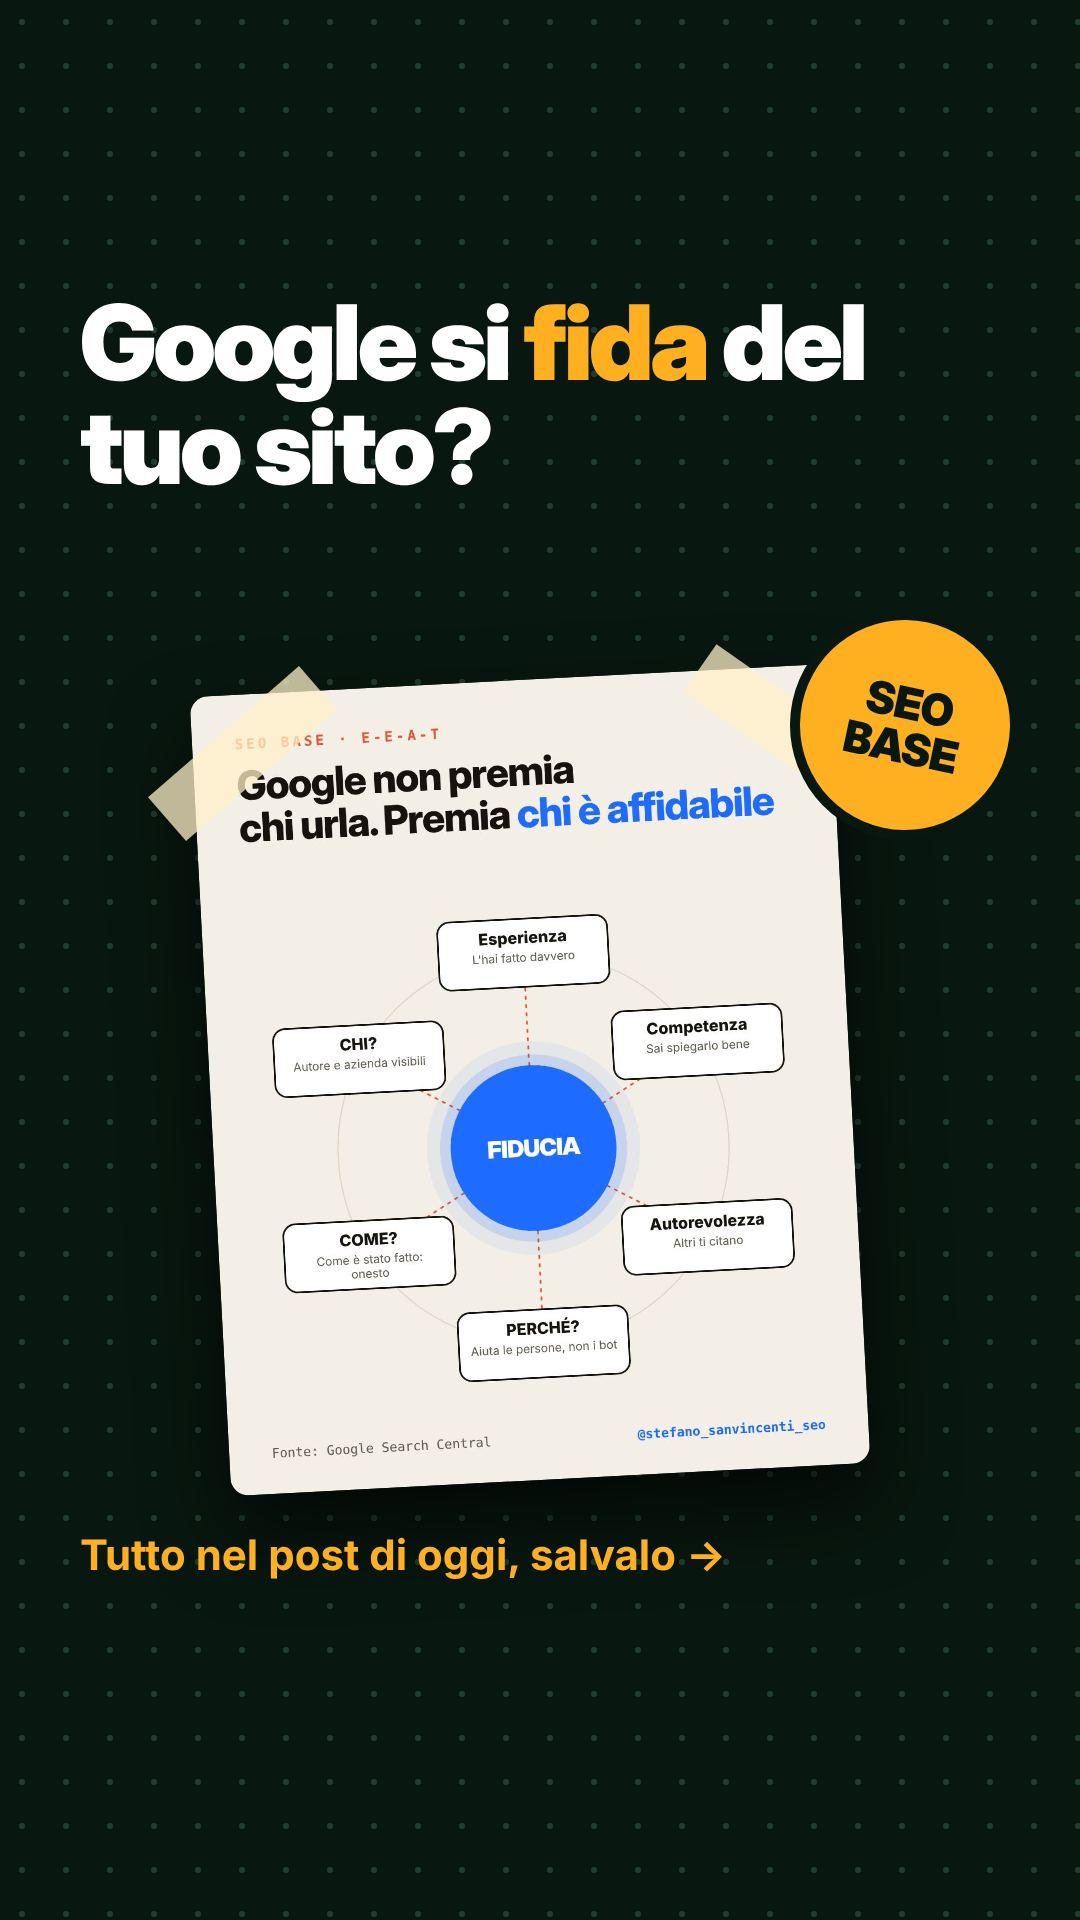 Google si fida del
tuo sito?
SEO
BASE
SEO BASE · E-E-A-T
Google non premia
chi urla. Premia chi è affidabile
Esperienza
L'hai fatto davvero
CHI?
Autore e azienda visibili
Competenza
Sai spiegarlo bene
FIDUCIA
COME?
Come è stato fatto:
onesto
Autorevolezza
Altri ti citano
PERCHÉ?
Aiuta le persone, non i bot
Fonte: Google Search Central
@stefano_sanvincenti_seo
Tutto nel post di oggi, salvalo →